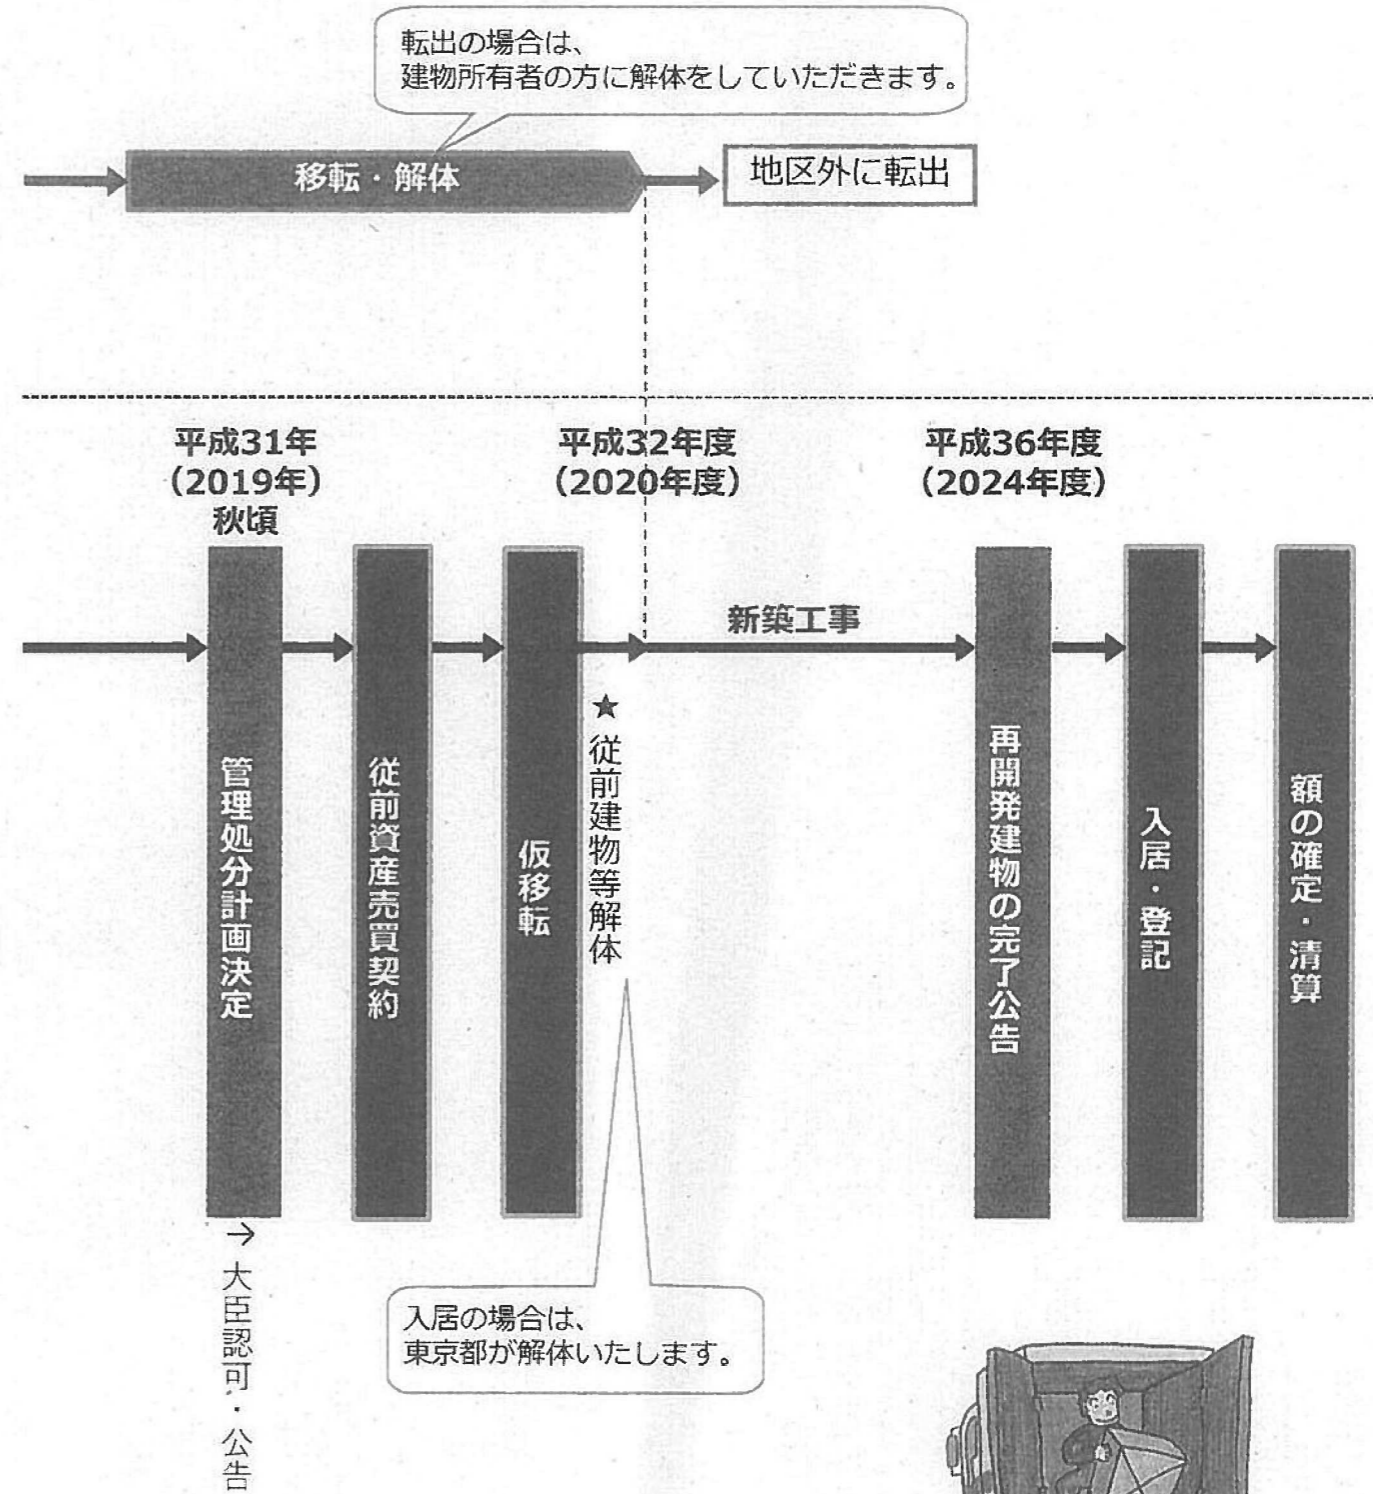 転出の場合は、
建物所有者の方に解体をしていただきます。
移転・解体
地区外に転出
平成31年
（2019年）
秋頃
平成32年度
（2020年度）
平成36年度
（2024年度）
新築工事
管理処分計画決定
従前資産売買契約
仮移転
★従前建物等解体
再開発建物の完了公告
入居・登記
額の確定・清算
→大臣認可・公告
入居の場合は、
東京都が解体いたします。